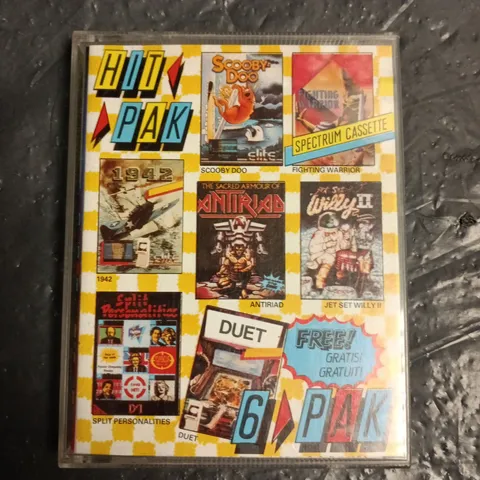 HIT
PAK
SCOOBY-DOO
elite
SCOOBY DOO
FIGHTING
WARRIOR
SPECTRUM CASSETTE
FIGHTING WARRIOR
1942
1942
THE SACRED ARMOUR OF
ANTIRIAD
ANTIRIAD
JET SET
Willy II
JET SET WILLY II
Split
Personalities
SPLIT PERSONALITIES
DUET
DUET
FREE!
GRATIS!
GRATUIT!
6 PAK